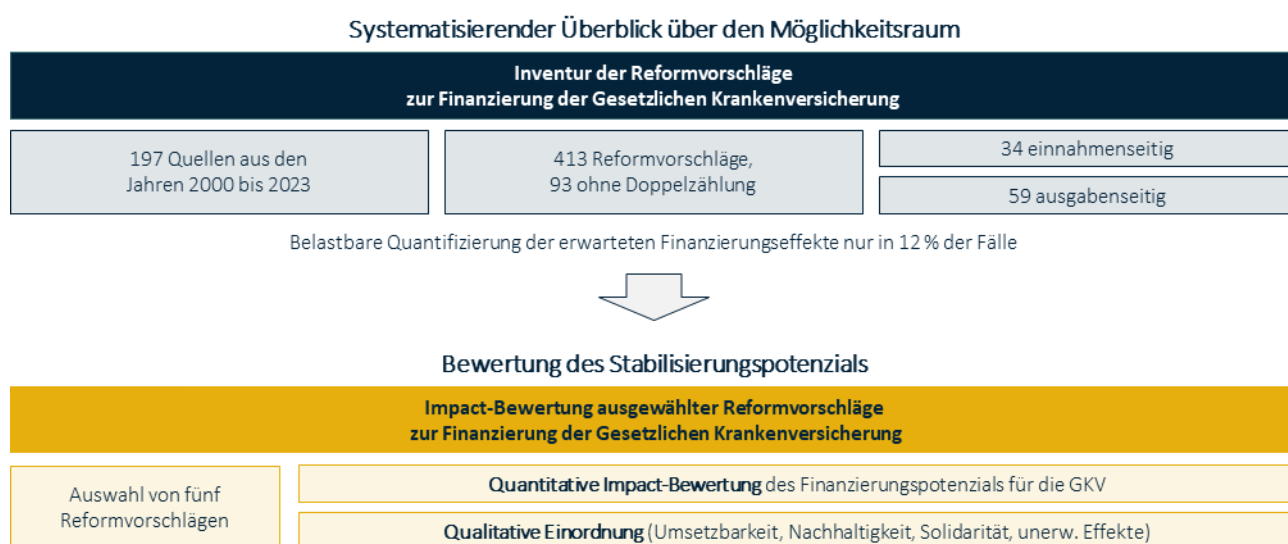 Systematisierender Überblick über den Möglichkeitsraum
Inventur der Reformvorschläge
zur Finanzierung der Gesetzlichen Krankenversicherung
197 Quellen aus den
Jahren 2000 bis 2023
413 Reformvorschläge,
93 ohne Doppelzählung
34 einnahmenseitig
59 ausgabenseitig
Belastbare Quantifizierung der erwarteten Finanzierungseffekte nur in 12 % der Fälle
Bewertung des Stabilisierungspotenzials
Impact-Bewertung ausgewählter Reformvorschläge
zur Finanzierung der Gesetzlichen Krankenversicherung
Auswahl von fünf
Reformvorschlägen
Quantitative Impact-Bewertung des Finanzierungspotenzials für die GKV
Qualitative Einordnung (Umsetzbarkeit, Nachhaltigkeit, Solidarität, unerw. Effekte)